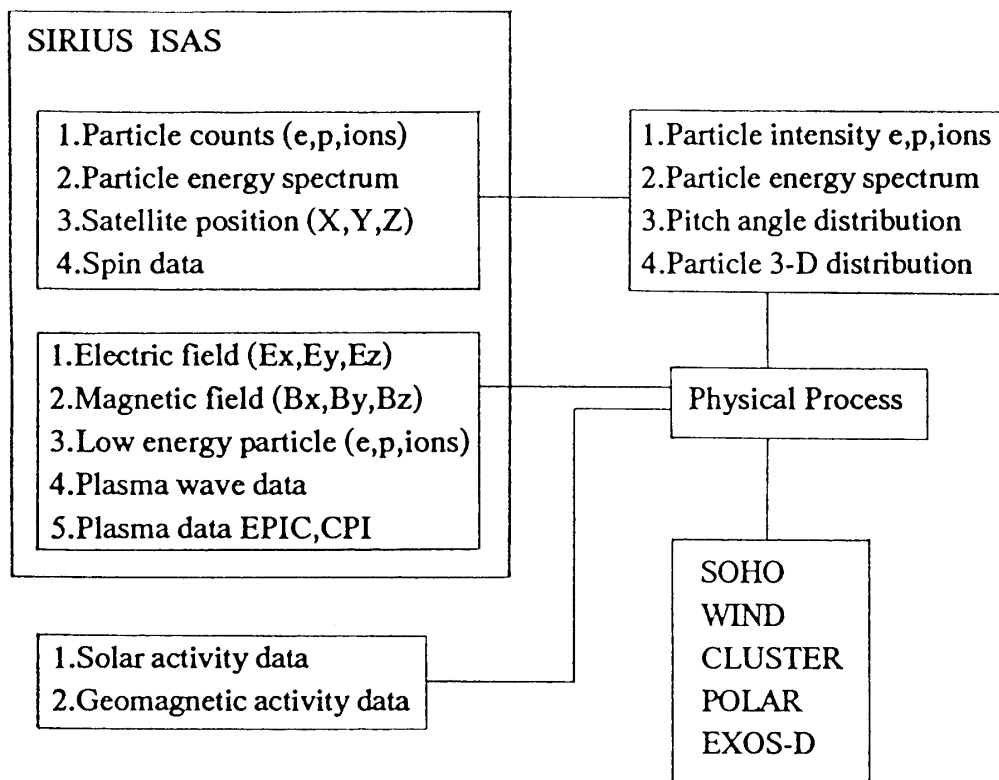 SIRIUS ISAS
1.Particle counts (e,p,ions)
2.Particle energy spectrum
3.Satellite position (X,Y,Z)
4.Spin data
1.Particle intensity e,p,ions
2.Particle energy spectrum
3.Pitch angle distribution
4.Particle 3-D distribution
1.Electric field (Ex,Ey,Ez)
2.Magnetic field (Bx,By,Bz)
3.Low energy particle (e,p,ions)
4.Plasma wave data
5.Plasma data EPIC,CPI
Physical Process
1.Solar activity data
2.Geomagnetic activity data
SOHO
WIND
CLUSTER
POLAR
EXOS-D